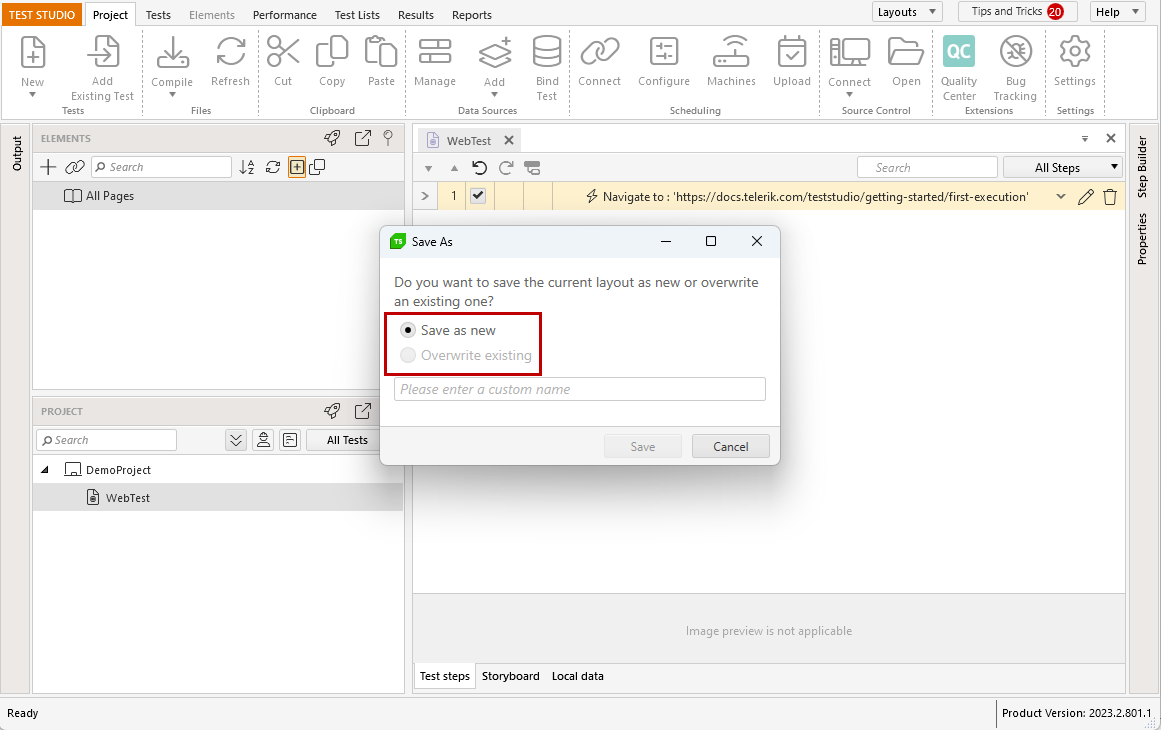 TEST STUDIO
Project
Tests
Elements
Performance
Test Lists
Results
Reports
Layouts
Tips and Tricks 20
Help
New
Add
Existing Test
Compile
Refresh
Cut
Copy
Paste
Manage
Add
Bind
Test
Connect
Configure
Machines
Upload
Connect
Open
QC
Quality
Center
Bug
Tracking
Settings
Tests
Files
Clipboard
Data Sources
Scheduling
Source Control
Extensions
Settings
Output
ELEMENTS
Search
All Pages
PROJECT
Search
All Tests
DemoProject
WebTest
WebTest
Search
All Steps
1
Navigate to : 'https://docs.telerik.com/teststudio/getting-started/first-execution'
Step Builder
Properties
TS Save As
Do you want to save the current layout as new or overwrite
an existing one?
Save as new
Overwrite existing
Please enter a custom name
Save
Cancel
Image preview is not applicable
Test steps
Storyboard
Local data
Ready
Product Version: 2023.2.801.1